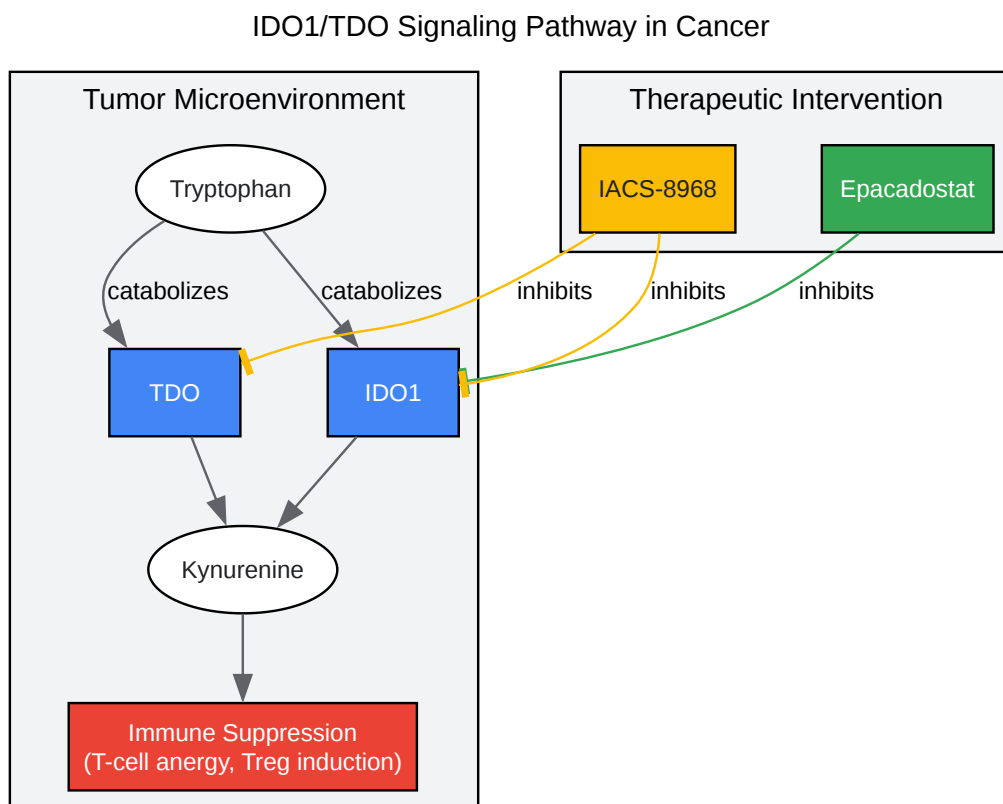 IDO1/TDO Signaling Pathway in Cancer
Tumor Microenvironment
Therapeutic Intervention
Tryptophan
IACS-8968
Epacadostat
catabolizes
catabolizes
inhibits
inhibits
inhibits
TDO
IDO1
Kynurenine
Immune Suppression
(T-cell anergy, Treg induction)